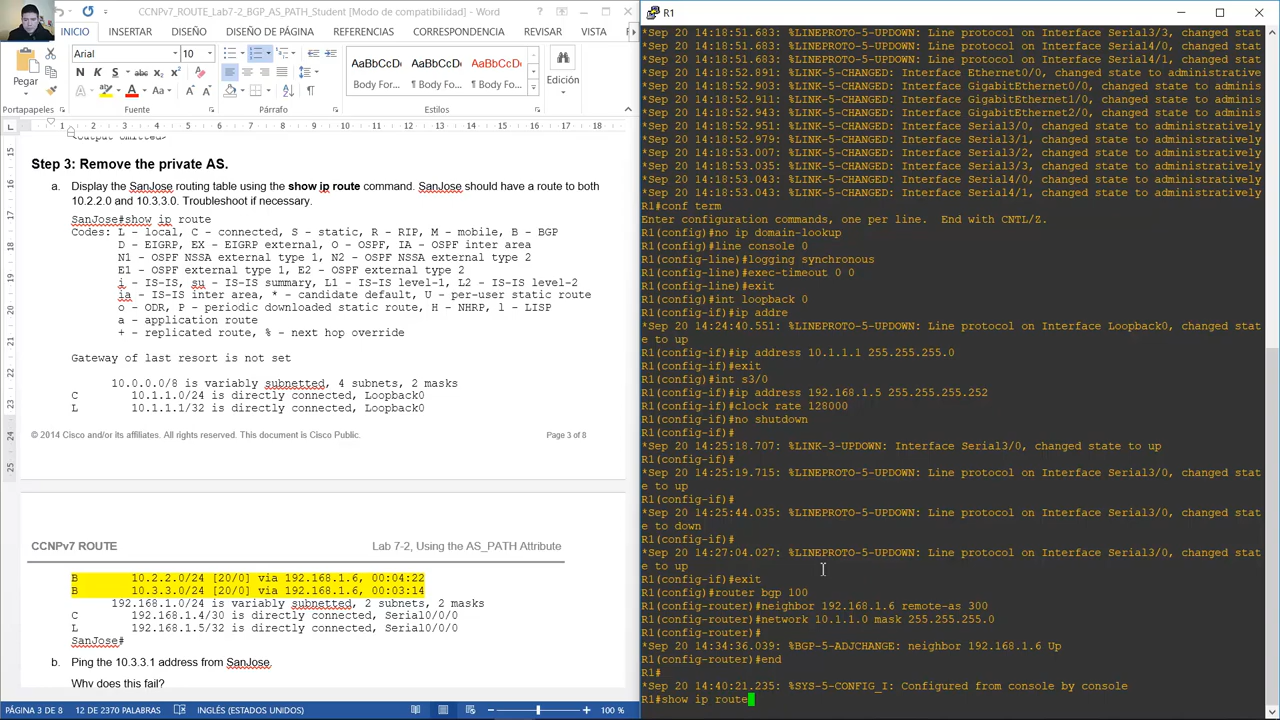 CCNPv7_ROUTE_Lab7-2_BGP_AS_PATH_Student [Modo de compatibilidad] - Word
INICIO INSERTAR DISEÑO DISEÑO DE PÁGINA REFERENCIAS CORRESPONDENCIA REVISAR VISTA
Arial 10
Pegar
N K S abc x
A
Aa A A
AaBbCcDc AaBbCcDc AaBbCcDc
Body For... ¶ Body For... ¶ Body For...
Edición
Portapapeles Fuente Párrafo Estilos
1 2 3 4 5 6 7 8 9 10 11 12 13 14 15 16 17 18
<output omitted>
Step 3: Remove the private AS.
a. Display the SanJose routing table using the show ip route command. SanJose should have a route to both
10.2.2.0 and 10.3.3.0. Troubleshoot if necessary.
SanJose#show ip route
Codes: L - local, C - connected, S - static, R - RIP, M - mobile, B - BGP
D - EIGRP, EX - EIGRP external, O - OSPF, IA - OSPF inter area
N1 - OSPF NSSA external type 1, N2 - OSPF NSSA external type 2
E1 - OSPF external type 1, E2 - OSPF external type 2
i - IS-IS, su - IS-IS summary, L1 - IS-IS level-1, L2 - IS-IS level-2
ia - IS-IS inter area, * - candidate default, U - per-user static route
o - ODR, P - periodic downloaded static route, H - NHRP, l - LISP
a - application route
+ - replicated route, % - next hop override
Gateway of last resort is not set
10.0.0.0/8 is variably subnetted, 4 subnets, 2 masks
C 10.1.1.0/24 is directly connected, Loopback0
L 10.1.1.1/32 is directly connected, Loopback0
© 2014 Cisco and/or its affiliates. All rights reserved. This document is Cisco Public. Page 3 of 8
CCNPv7 ROUTE Lab 7-2, Using the AS_PATH Attribute
B 10.2.2.0/24 [20/0] via 192.168.1.6, 00:04:22
B 10.3.3.0/24 [20/0] via 192.168.1.6, 00:03:14
192.168.1.0/24 is variably subnetted, 2 subnets, 2 masks
C 192.168.1.4/30 is directly connected, Serial0/0/0
L 192.168.1.5/32 is directly connected, Serial0/0/0
SanJose#
b. Ping the 10.3.3.1 address from SanJose.
Why does this fail?
PÁGINA 3 DE 8 12 DE 2370 PALABRAS INGLÉS (ESTADOS UNIDOS) 100 %
R1
*Sep 20 14:18:51.683: %LINEPROTO-5-UPDOWN: Line protocol on Interface Serial3/3, changed stat
*Sep 20 14:18:51.683: %LINEPROTO-5-UPDOWN: Line protocol on Interface Serial4/0, changed stat
*Sep 20 14:18:51.683: %LINEPROTO-5-UPDOWN: Line protocol on Interface Serial4/1, changed stat
*Sep 20 14:18:52.891: %LINK-5-CHANGED: Interface Ethernet0/0, changed state to administrative
*Sep 20 14:18:52.903: %LINK-5-CHANGED: Interface GigabitEthernet0/0, changed state to adminis
*Sep 20 14:18:52.911: %LINK-5-CHANGED: Interface GigabitEthernet1/0, changed state to adminis
*Sep 20 14:18:52.943: %LINK-5-CHANGED: Interface GigabitEthernet2/0, changed state to adminis
*Sep 20 14:18:52.951: %LINK-5-CHANGED: Interface Serial3/0, changed state to administratively
*Sep 20 14:18:52.979: %LINK-5-CHANGED: Interface Serial3/1, changed state to administratively
*Sep 20 14:18:53.007: %LINK-5-CHANGED: Interface Serial3/2, changed state to administratively
*Sep 20 14:18:53.035: %LINK-5-CHANGED: Interface Serial3/3, changed state to administratively
*Sep 20 14:18:53.043: %LINK-5-CHANGED: Interface Serial4/0, changed state to administratively
*Sep 20 14:18:53.043: %LINK-5-CHANGED: Interface Serial4/1, changed state to administratively
R1#conf term
Enter configuration commands, one per line. End with CNTL/Z.
R1(config)#no ip domain-lookup
R1(config)#line console 0
R1(config-line)#logging synchronous
R1(config-line)#exec-timeout 0 0
R1(config-line)#exit
R1(config)#int loopback 0
R1(config-if)#ip addre
*Sep 20 14:24:40.551: %LINEPROTO-5-UPDOWN: Line protocol on Interface Loopback0, changed stat
e to up
R1(config-if)#ip address 10.1.1.1 255.255.255.0
R1(config-if)#exit
R1(config)#int s3/0
R1(config-if)#ip address 192.168.1.5 255.255.255.252
R1(config-if)#clock rate 128000
R1(config-if)#no shutdown
R1(config-if)#
*Sep 20 14:25:18.707: %LINK-3-UPDOWN: Interface Serial3/0, changed state to up
R1(config-if)#
*Sep 20 14:25:19.715: %LINEPROTO-5-UPDOWN: Line protocol on Interface Serial3/0, changed stat
e to up
R1(config-if)#
*Sep 20 14:25:44.035: %LINEPROTO-5-UPDOWN: Line protocol on Interface Serial3/0, changed stat
e to down
R1(config-if)#
*Sep 20 14:27:04.027: %LINEPROTO-5-UPDOWN: Line protocol on Interface Serial3/0, changed stat
e to up
R1(config-if)#exit
R1(config)#router bgp 100
R1(config-router)#neighbor 192.168.1.6 remote-as 300
R1(config-router)#network 10.1.1.0 mask 255.255.255.0
R1(config-router)#
*Sep 20 14:34:36.039: %BGP-5-ADJCHANGE: neighbor 192.168.1.6 Up
R1(config-router)#end
R1#
*Sep 20 14:40:21.235: %SYS-5-CONFIG_I: Configured from console by console
R1#show ip route